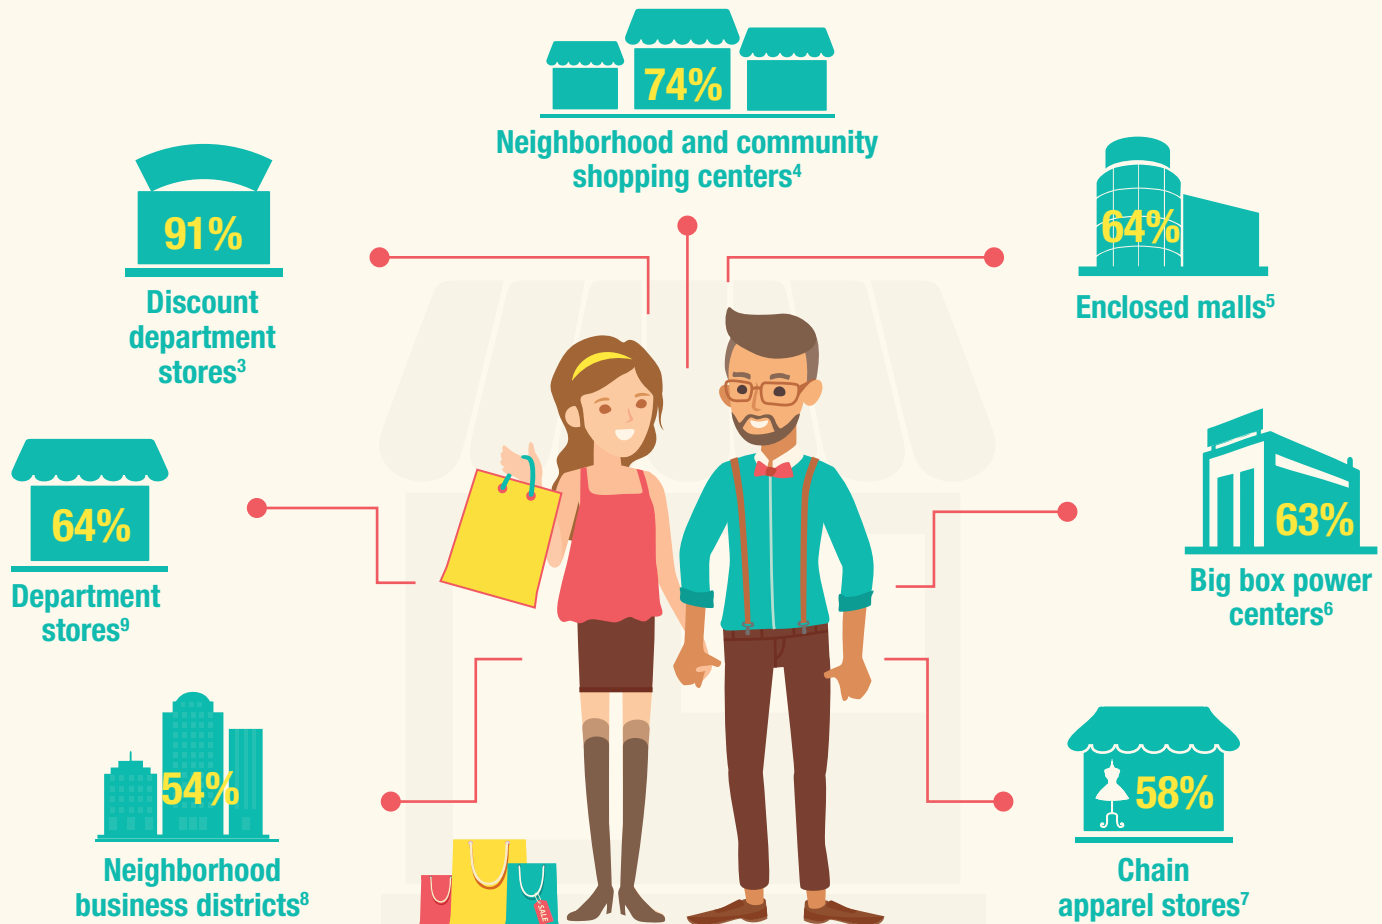 74%
Neighborhood and community
shopping centers4
91%
Discount
department
stores3
64%
Enclosed malls5
64%
Department
stores9
63%
Big box power
centers6
54%
Neighborhood
business districts8
58%
Chain
apparel stores7
SALE